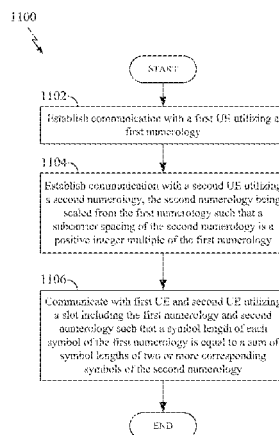 1100
START
1102
Establish communication with a first UE utilizing a
first numerology
1104
Establish communication with a second UE utilizing
a second numerology, the second numerology being
scaled from the first numerology such that a
subcarrier spacing of the second numerology is a
positive integer multiple of the first numerology
1106
Communicate with first UE and second UE utilizing
a slot including the first numerology and second
numerology such that a symbol length of each
symbol of the first numerology is equal to a sum of
symbol lengths of two or more corresponding
symbols of the second numerology
END